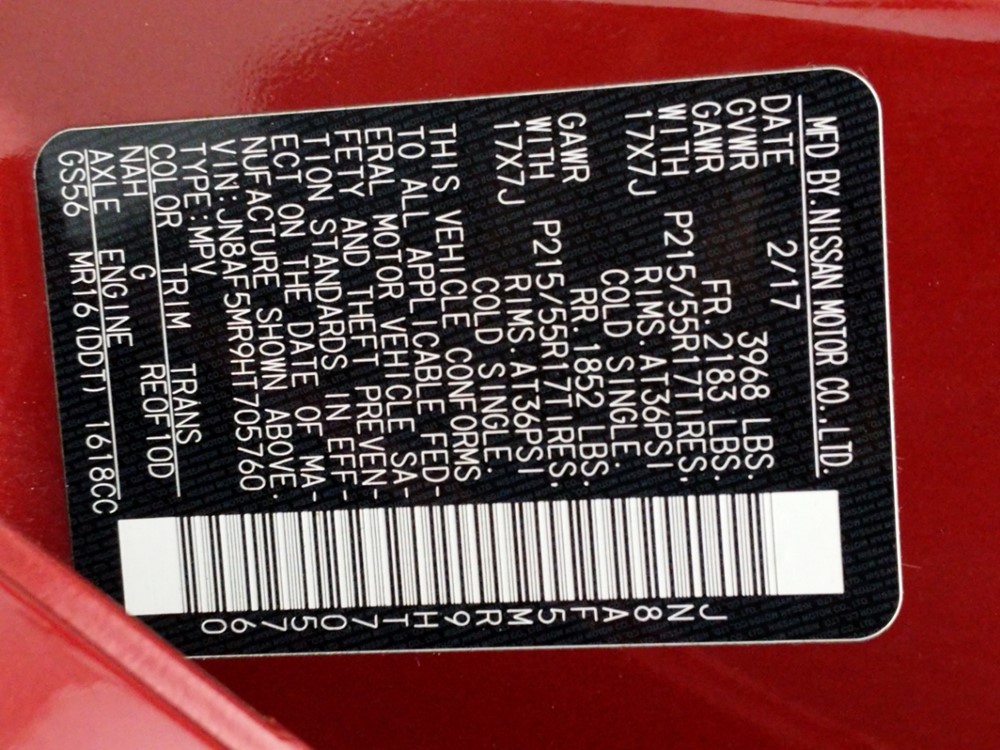 MFD BY.NISSAN MOTOR CO.,LTD.
DATE 2/17
GVWR 3968 LBS.
GAWR FR.2183 LBS.
WITH P215/55R17TIRES,
17X7J RIMS.AT36PSI
COLD SINGLE.
GAWR RR.1852 LBS.
WITH P215/55R17TIRES,
17X7J RIMS.AT36PSI
COLD SINGLE.
THIS VEHICLE CONFORMS
TO ALL APPLICABLE FED-
ERAL MOTOR VEHICLE SA-
FETY AND THEFT PREVEN-
TION STANDARDS IN EFF-
ECT ON THE DATE OF MA-
NUFACTURE SHOWN ABOVE.
VIN:JN8AF5MR9HT705760
TYPE:MPV
COLOR TRIM TRANS
NAH G RE0F10D
AXLE ENGINE
GS56 MR16(DDT) 1618CC
JN8AF5MR9HT705760